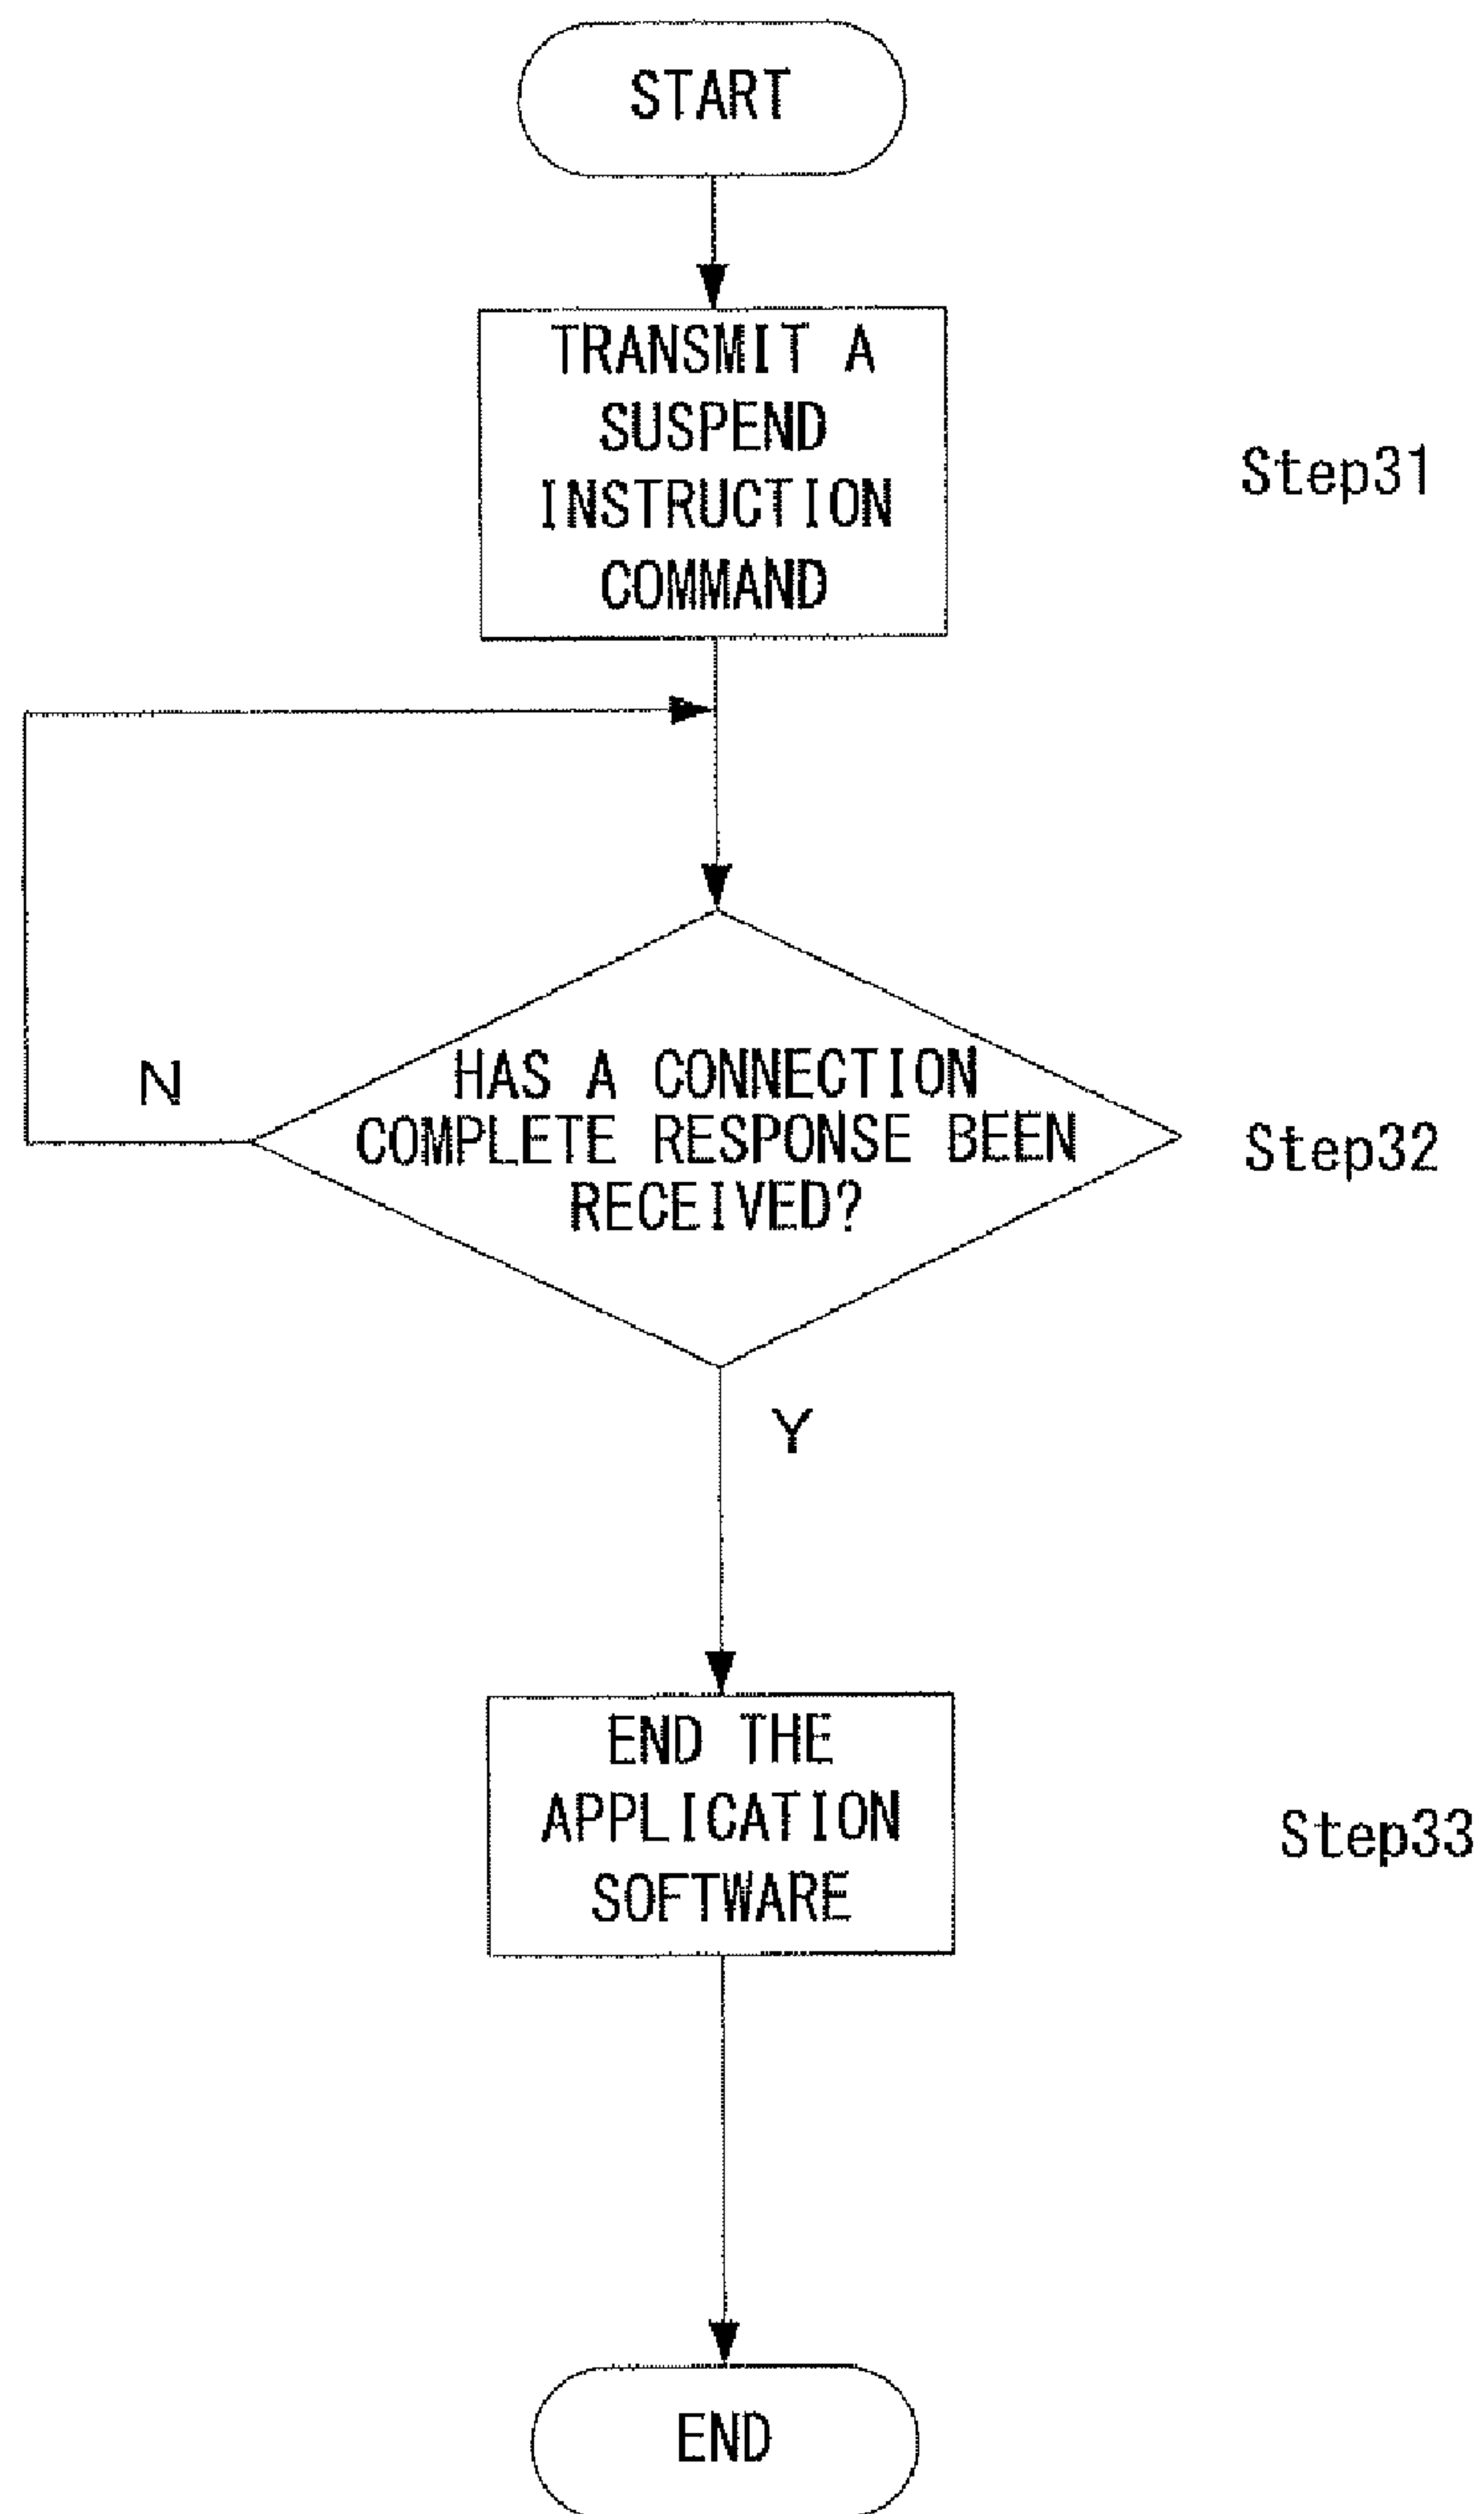 START
TRANSMIT A
SUSPEND
INSTRUCTION
COMMAND
Step31
N
HAS A CONNECTION
COMPLETE RESPONSE BEEN
RECEIVED?
Step32
Y
END THE
APPLICATION
SOFTWARE
Step33
END